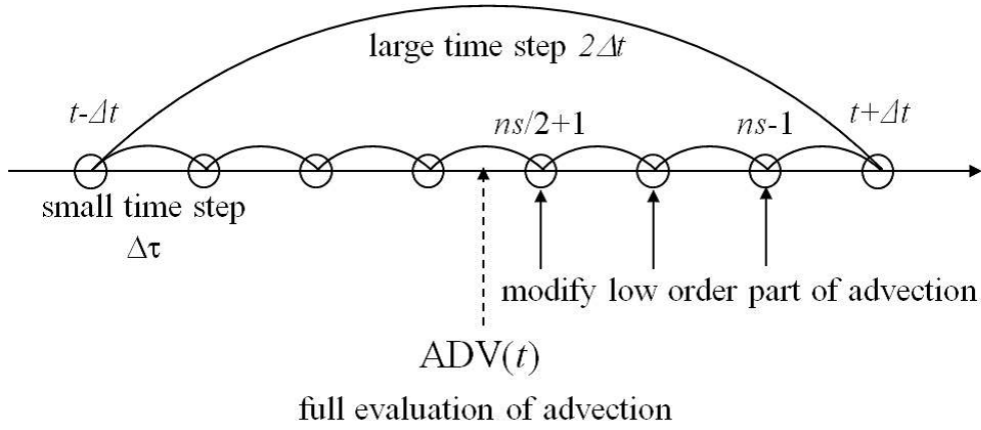 large time step 2Δt
t-Δt
ns/2+1
ns-1
t+Δt
small time step
Δτ
modify low order part of advection
ADV(t)
full evaluation of advection